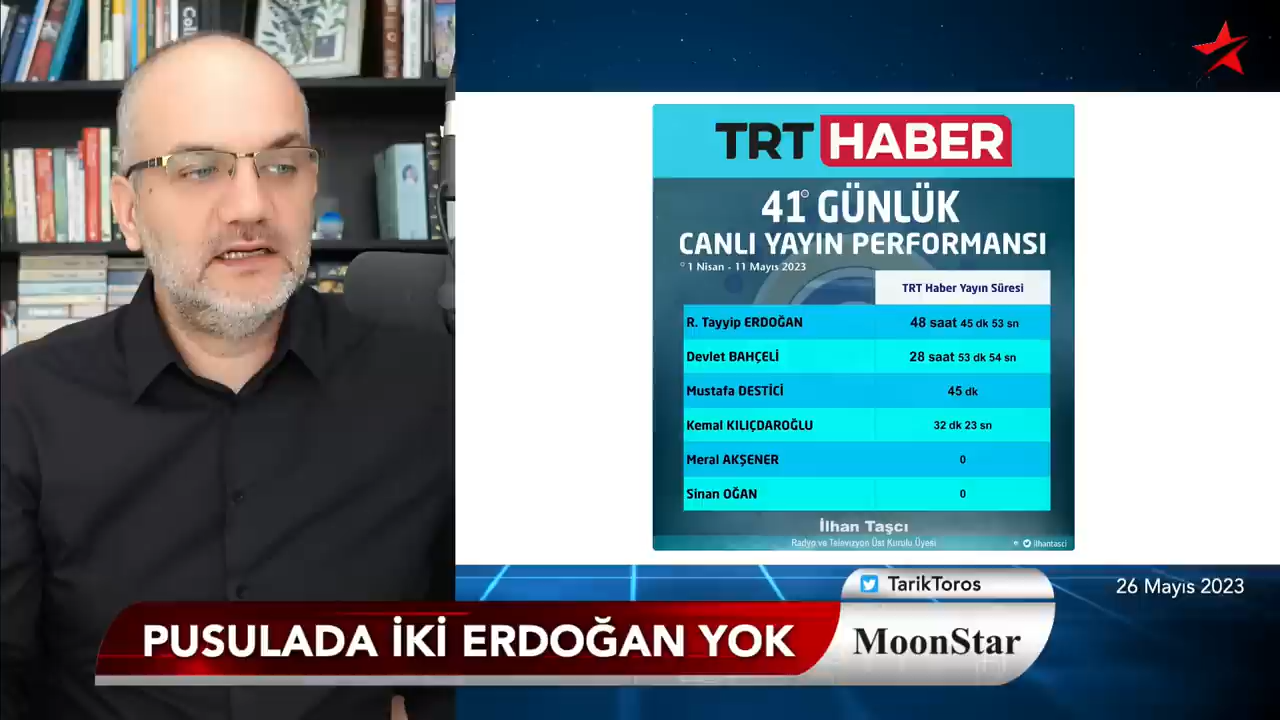 TRT HABER
41° GÜNLÜK
CANLI YAYIN PERFORMANSI
° 1 Nisan - 11 Mayıs 2023
TRT Haber Yayın Süresi
R. Tayyip ERDOĞAN 48 saat 45 dk 53 sn
Devlet BAHÇELİ 28 saat 53 dk 54 sn
Mustafa DESTİCİ 45 dk
Kemal KILIÇDAROĞLU 32 dk 23 sn
Meral AKŞENER 0
Sinan OĞAN 0
İlhan Taşcı
Radyo ve Televizyon Üst Kurulu Üyesi
ilhantasci
TarikToros
26 Mayıs 2023
PUSULADA İKİ ERDOĞAN YOK
MoonStar